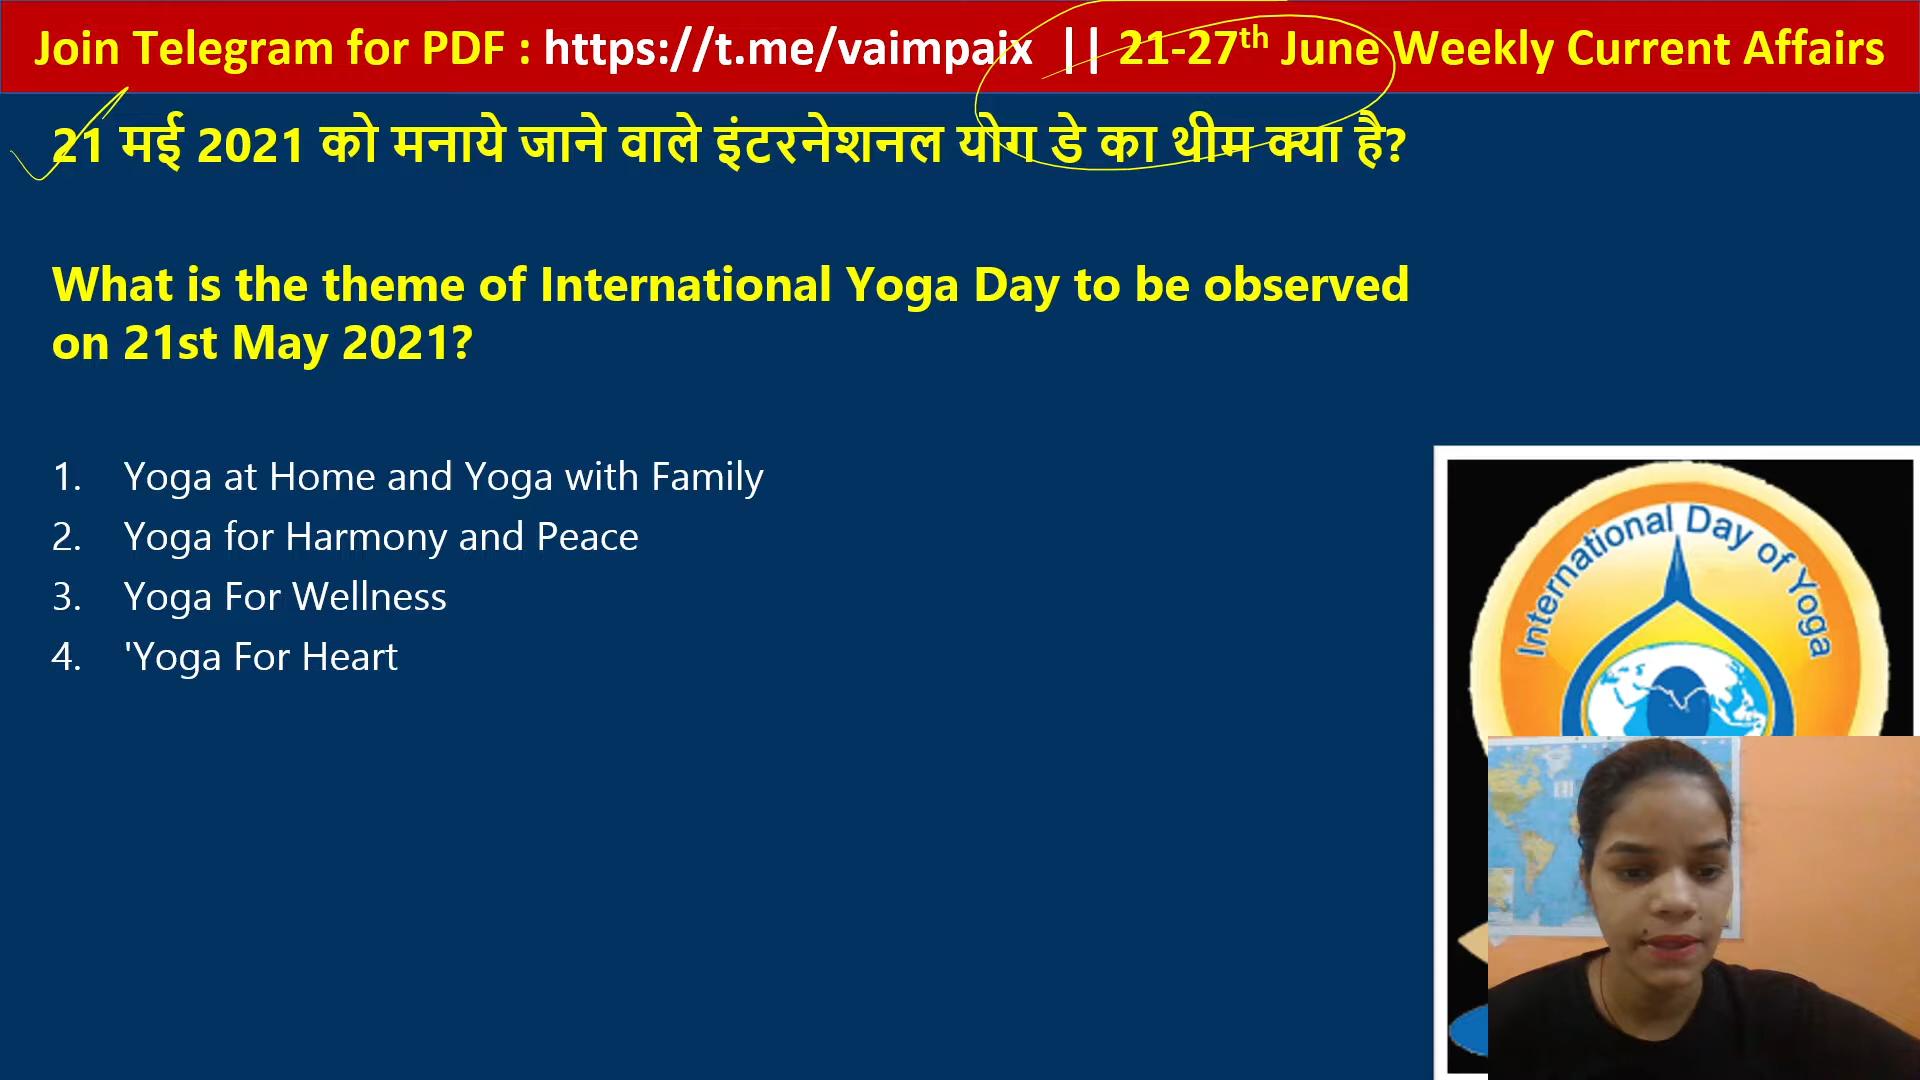 Join Telegram for PDF : https://t.me/vaimpaix || 21-27th June Weekly Current Affairs
21 मई 2021 को मनाये जाने वाले इंटरनेशनल योग डे का थीम क्या है?
What is the theme of International Yoga Day to be observed
on 21st May 2021?
1. Yoga at Home and Yoga with Family
2. Yoga for Harmony and Peace
3. Yoga For Wellness
4. 'Yoga For Heart
International Day of Yoga